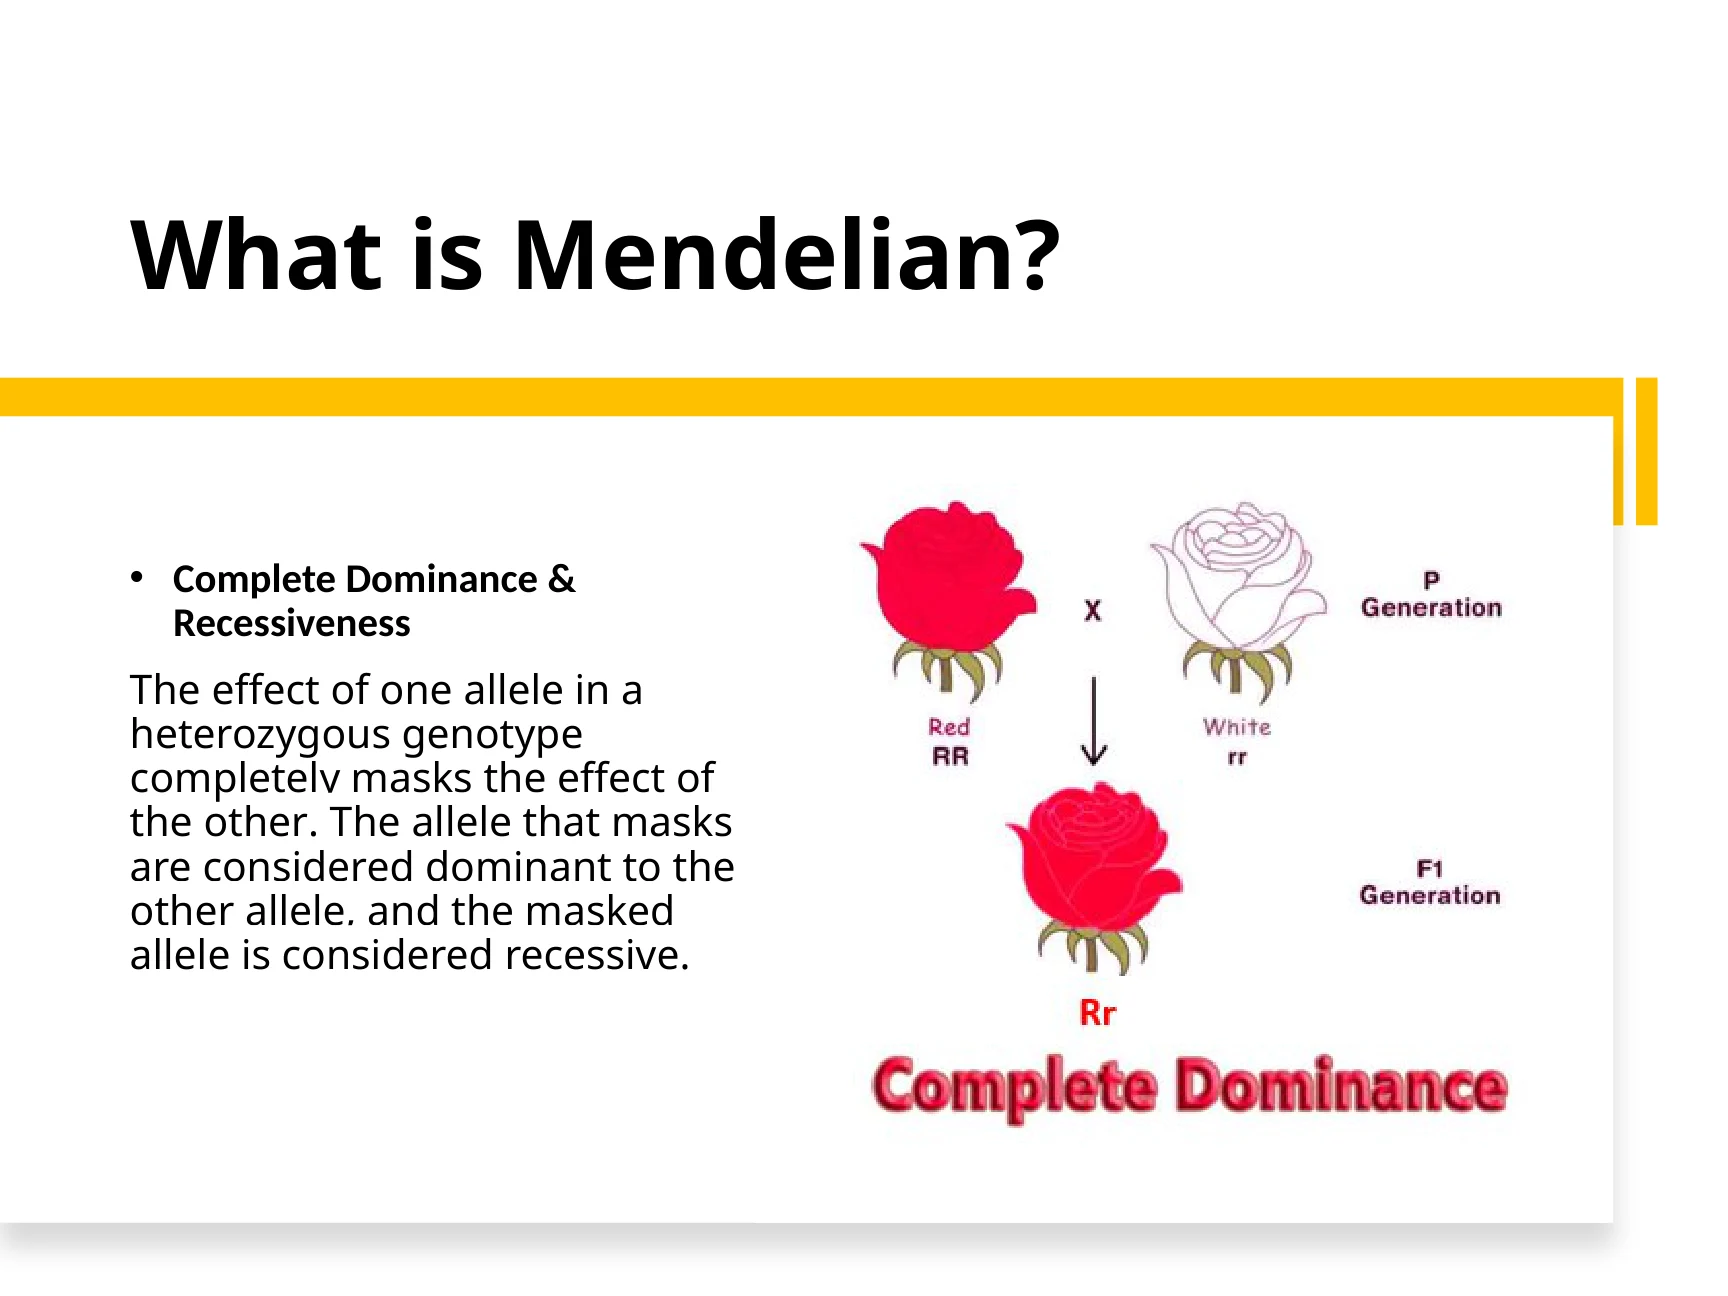 What is Mendelian?
• Complete Dominance &
Recessiveness
The effect of one allele in a
heterozygous genotype
completely masks the effect of
the other. The allele that masks
are considered dominant to the
other allele, and the masked
allele is considered recessive.
X
P
Generation
Red
RR
White
rr
F1
Generation
Rr
Complete Dominance